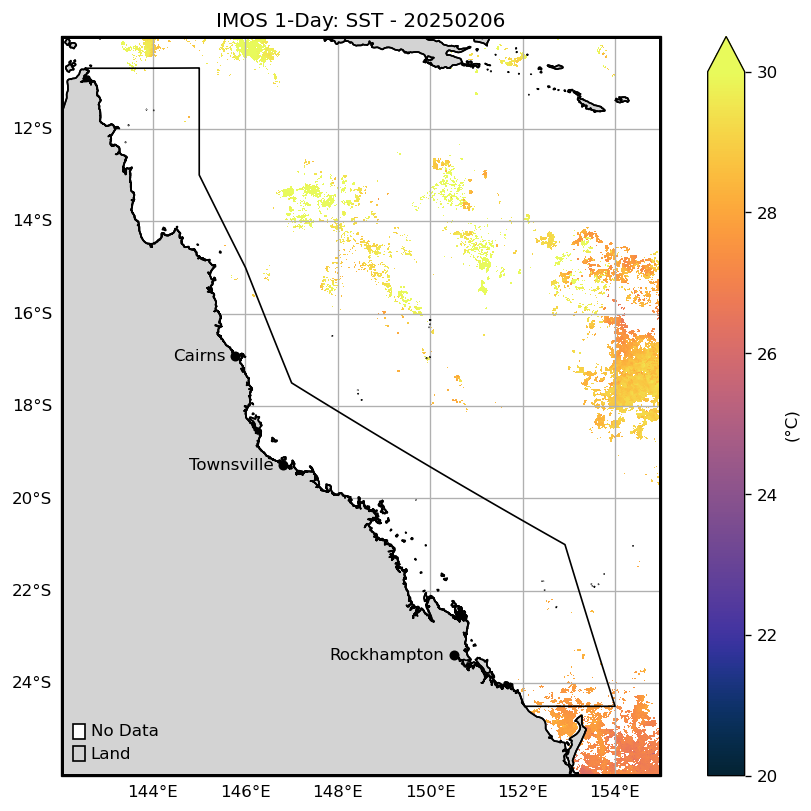 IMOS 1-Day: SST - 20250206
30
12°S
28
14°S
16°S
Cairns
26
18°S
(°C)
Townsville
24
20°S
22°S
22
Rockhampton
24°S
No Data
Land
20
144°E 146°E 148°E 150°E 152°E 154°E